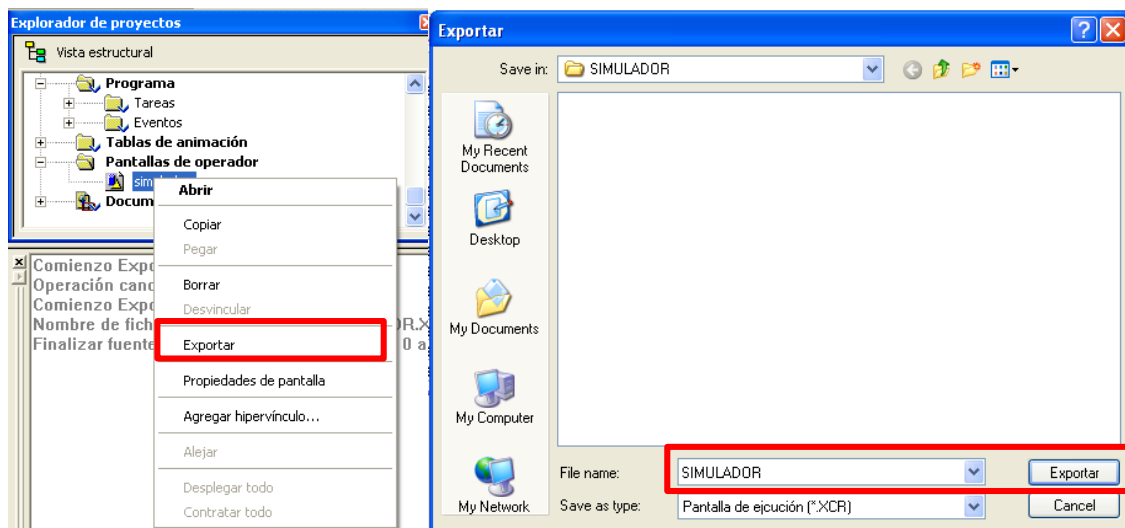 Explorador de proyectos
Vista estructural
Programa
Tareas
Eventos
Tablas de animación
Pantallas de operador
Docum
Abrir
Copiar
Pegar
Borrar
Desvincular
Exportar
Propiedades de pantalla
Agregar hipervínculo...
Alejar
Desplegar todo
Contratar todo
Comienzo Expo
Operación canc
Comienzo Expo
Nombre de fich OR.X
Finalizar fuente 0 a
Exportar
Save in: SIMULADOR
My Recent
Documents
Desktop
My Documents
My Computer
My Network
File name: SIMULADOR Exportar
Save as type: Pantalla de ejcución (*.XCR) Cancel